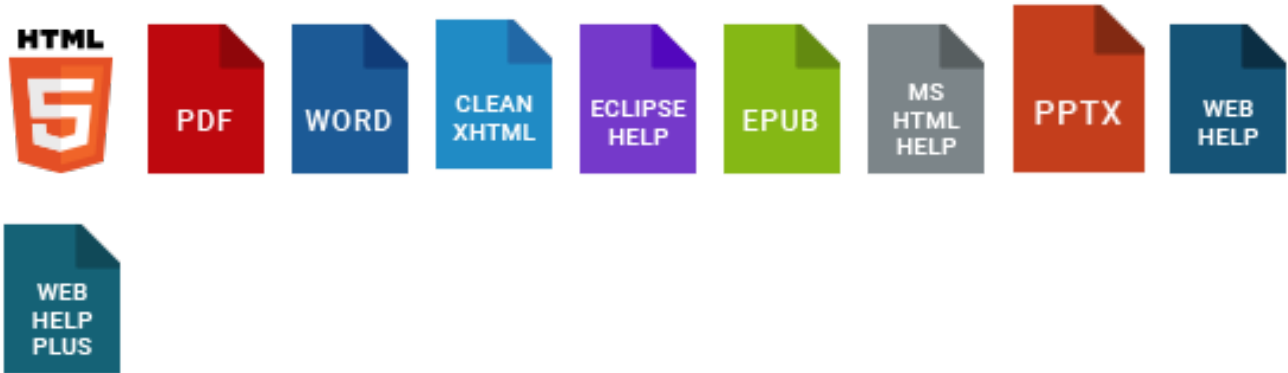 HTML
5
PDF
WORD
CLEAN
XHTML
ECLIPSE
HELP
EPUB
MS
HTML
HELP
PPTX
WEB
HELP
WEB
HELP
PLUS